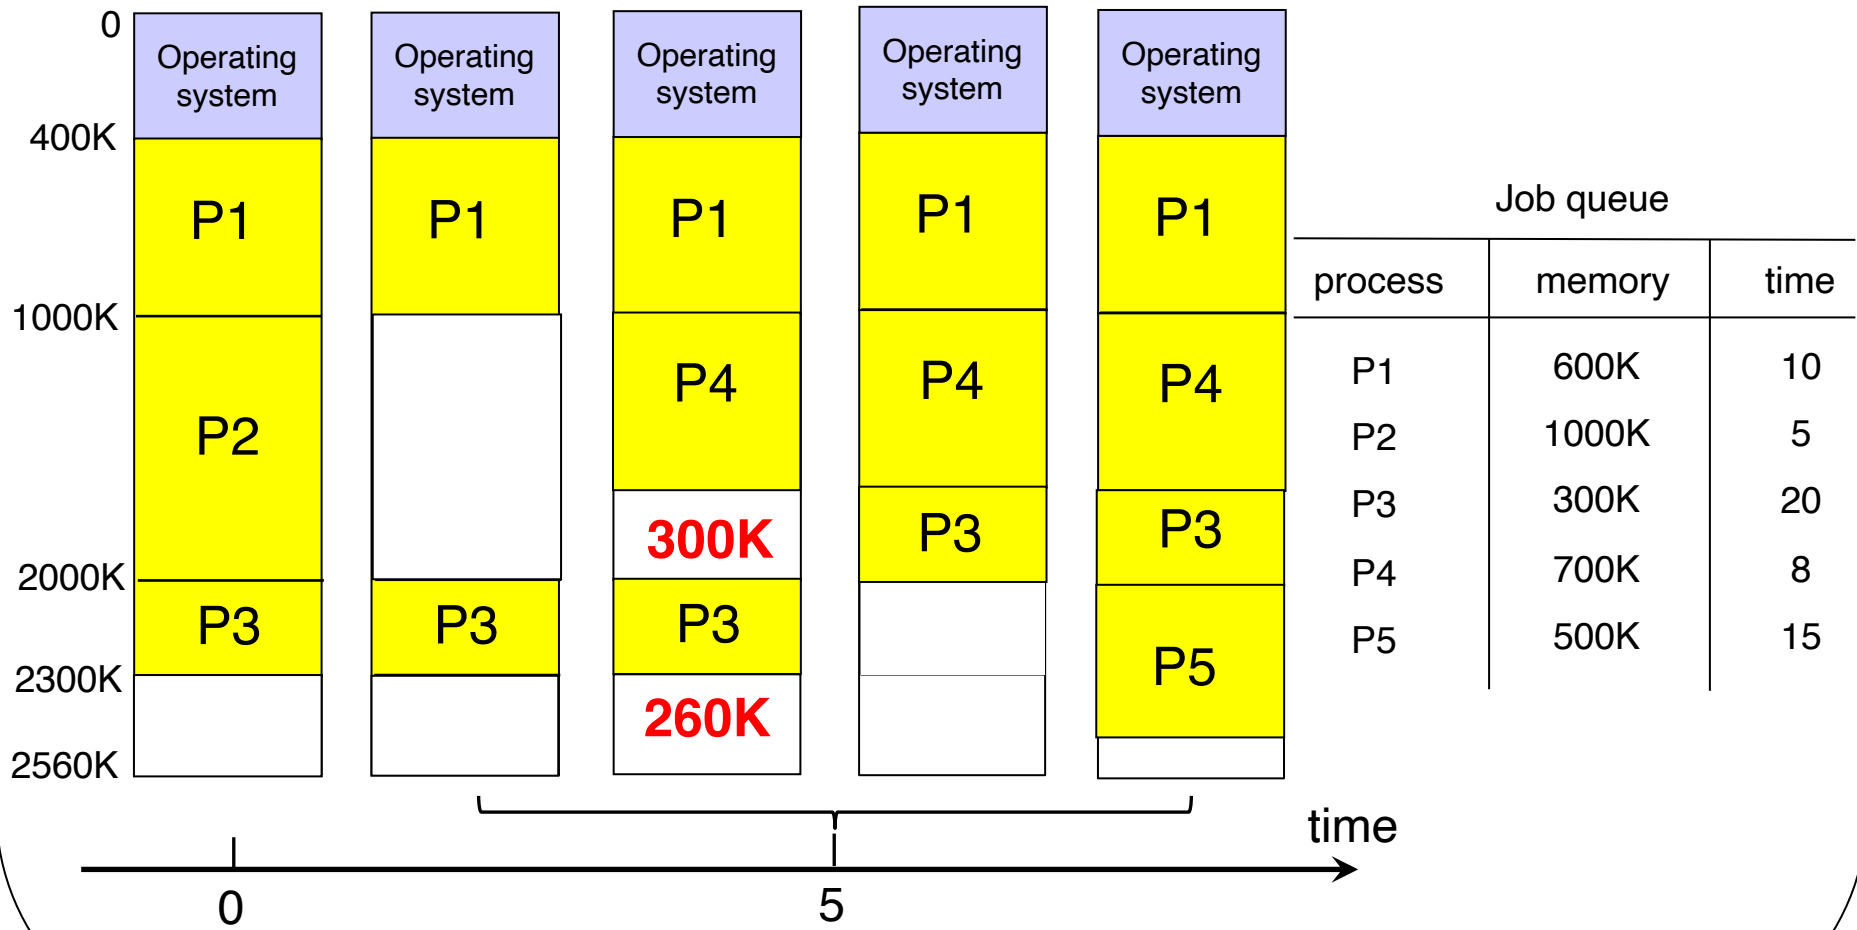 0
400K
1000K
2000K
2300K
2560K
Operating
system
P1
P2
P3
Operating
system
P1
P3
Operating
system
P1
P4
300K
P3
260K
Operating
system
P1
P4
P3
Operating
system
P1
P4
P3
P5
Job queue
process memory time
P1 600K 10
P2 1000K 5
P3 300K 20
P4 700K 8
P5 500K 15
time
0 5